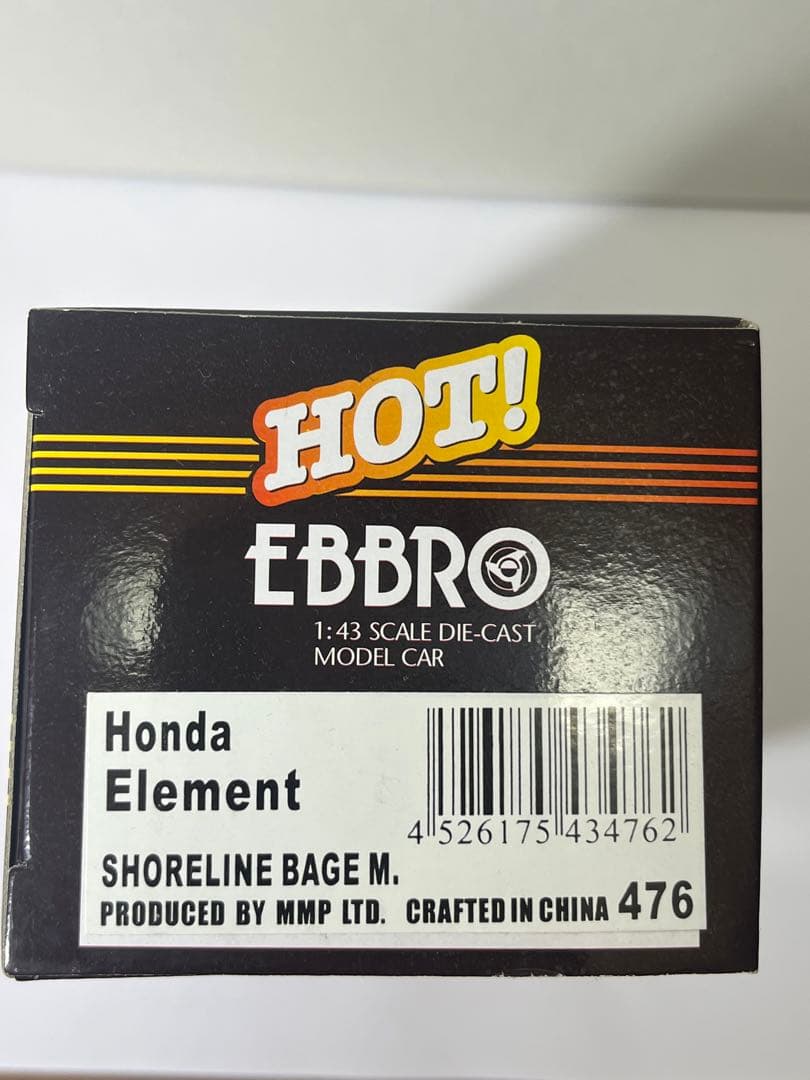 HOT!
EBBRO
1:43 SCALE DIE-CAST
MODEL CAR
Honda
Element
4 526175 434762
SHORELINE BAGE M.
PRODUCED BY MMP LTD. CRAFTED IN CHINA 476